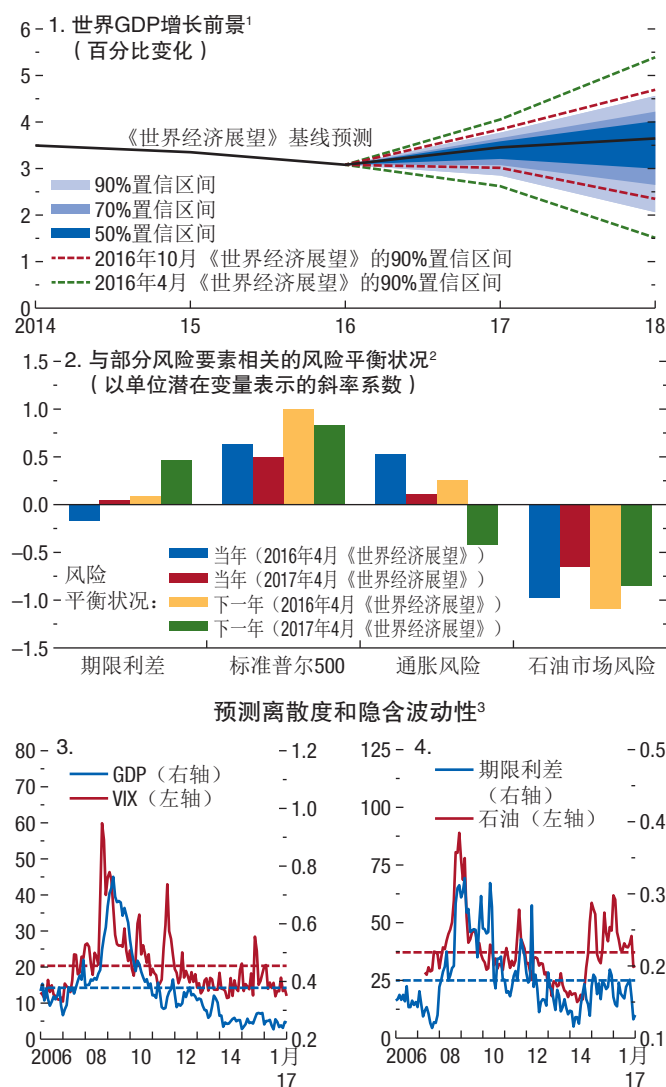 1. 世界GDP增长前景¹
（百分比变化）
6
5
4
3
2
1
0
《世界经济展望》基线预测
90%置信区间
70%置信区间
50%置信区间
2016年10月《世界经济展望》的90%置信区间
2016年4月《世界经济展望》的90%置信区间
2014 15 16 17 18
2. 与部分风险要素相关的风险平衡状况²
（以单位潜在变量表示的斜率系数）
1.5
1.0
0.5
0.0
–0.5
–1.0
–1.5
风险
平衡状况：
当年（2016年4月《世界经济展望》）
当年（2017年4月《世界经济展望》）
下一年（2016年4月《世界经济展望》）
下一年（2017年4月《世界经济展望》）
期限利差 标准普尔500 通胀风险 石油市场风险
预测离散度和隐含波动性³
3.
GDP（右轴）
VIX（左轴）
80
70
60
50
40
30
20
10
0
1.2
1.0
0.8
0.6
0.4
0.2
2006 08 10 12 14 1月
17
4.
期限利差
（右轴）
石油（左轴）
125
100
75
50
25
0
0.5
0.4
0.3
0.2
0.1
2006 08 10 12 14 1月
17